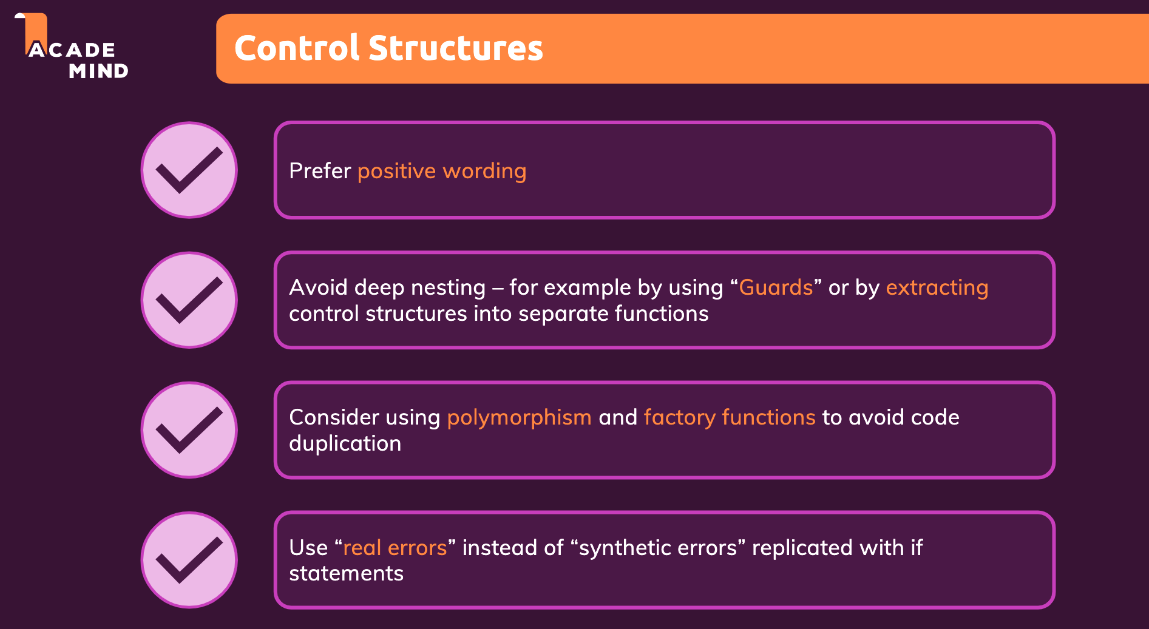 ACADE
MIND
Control Structures
Prefer positive wording
Avoid deep nesting – for example by using “Guards” or by extracting
control structures into separate functions
Consider using polymorphism and factory functions to avoid code
duplication
Use “real errors” instead of “synthetic errors” replicated with if
statements